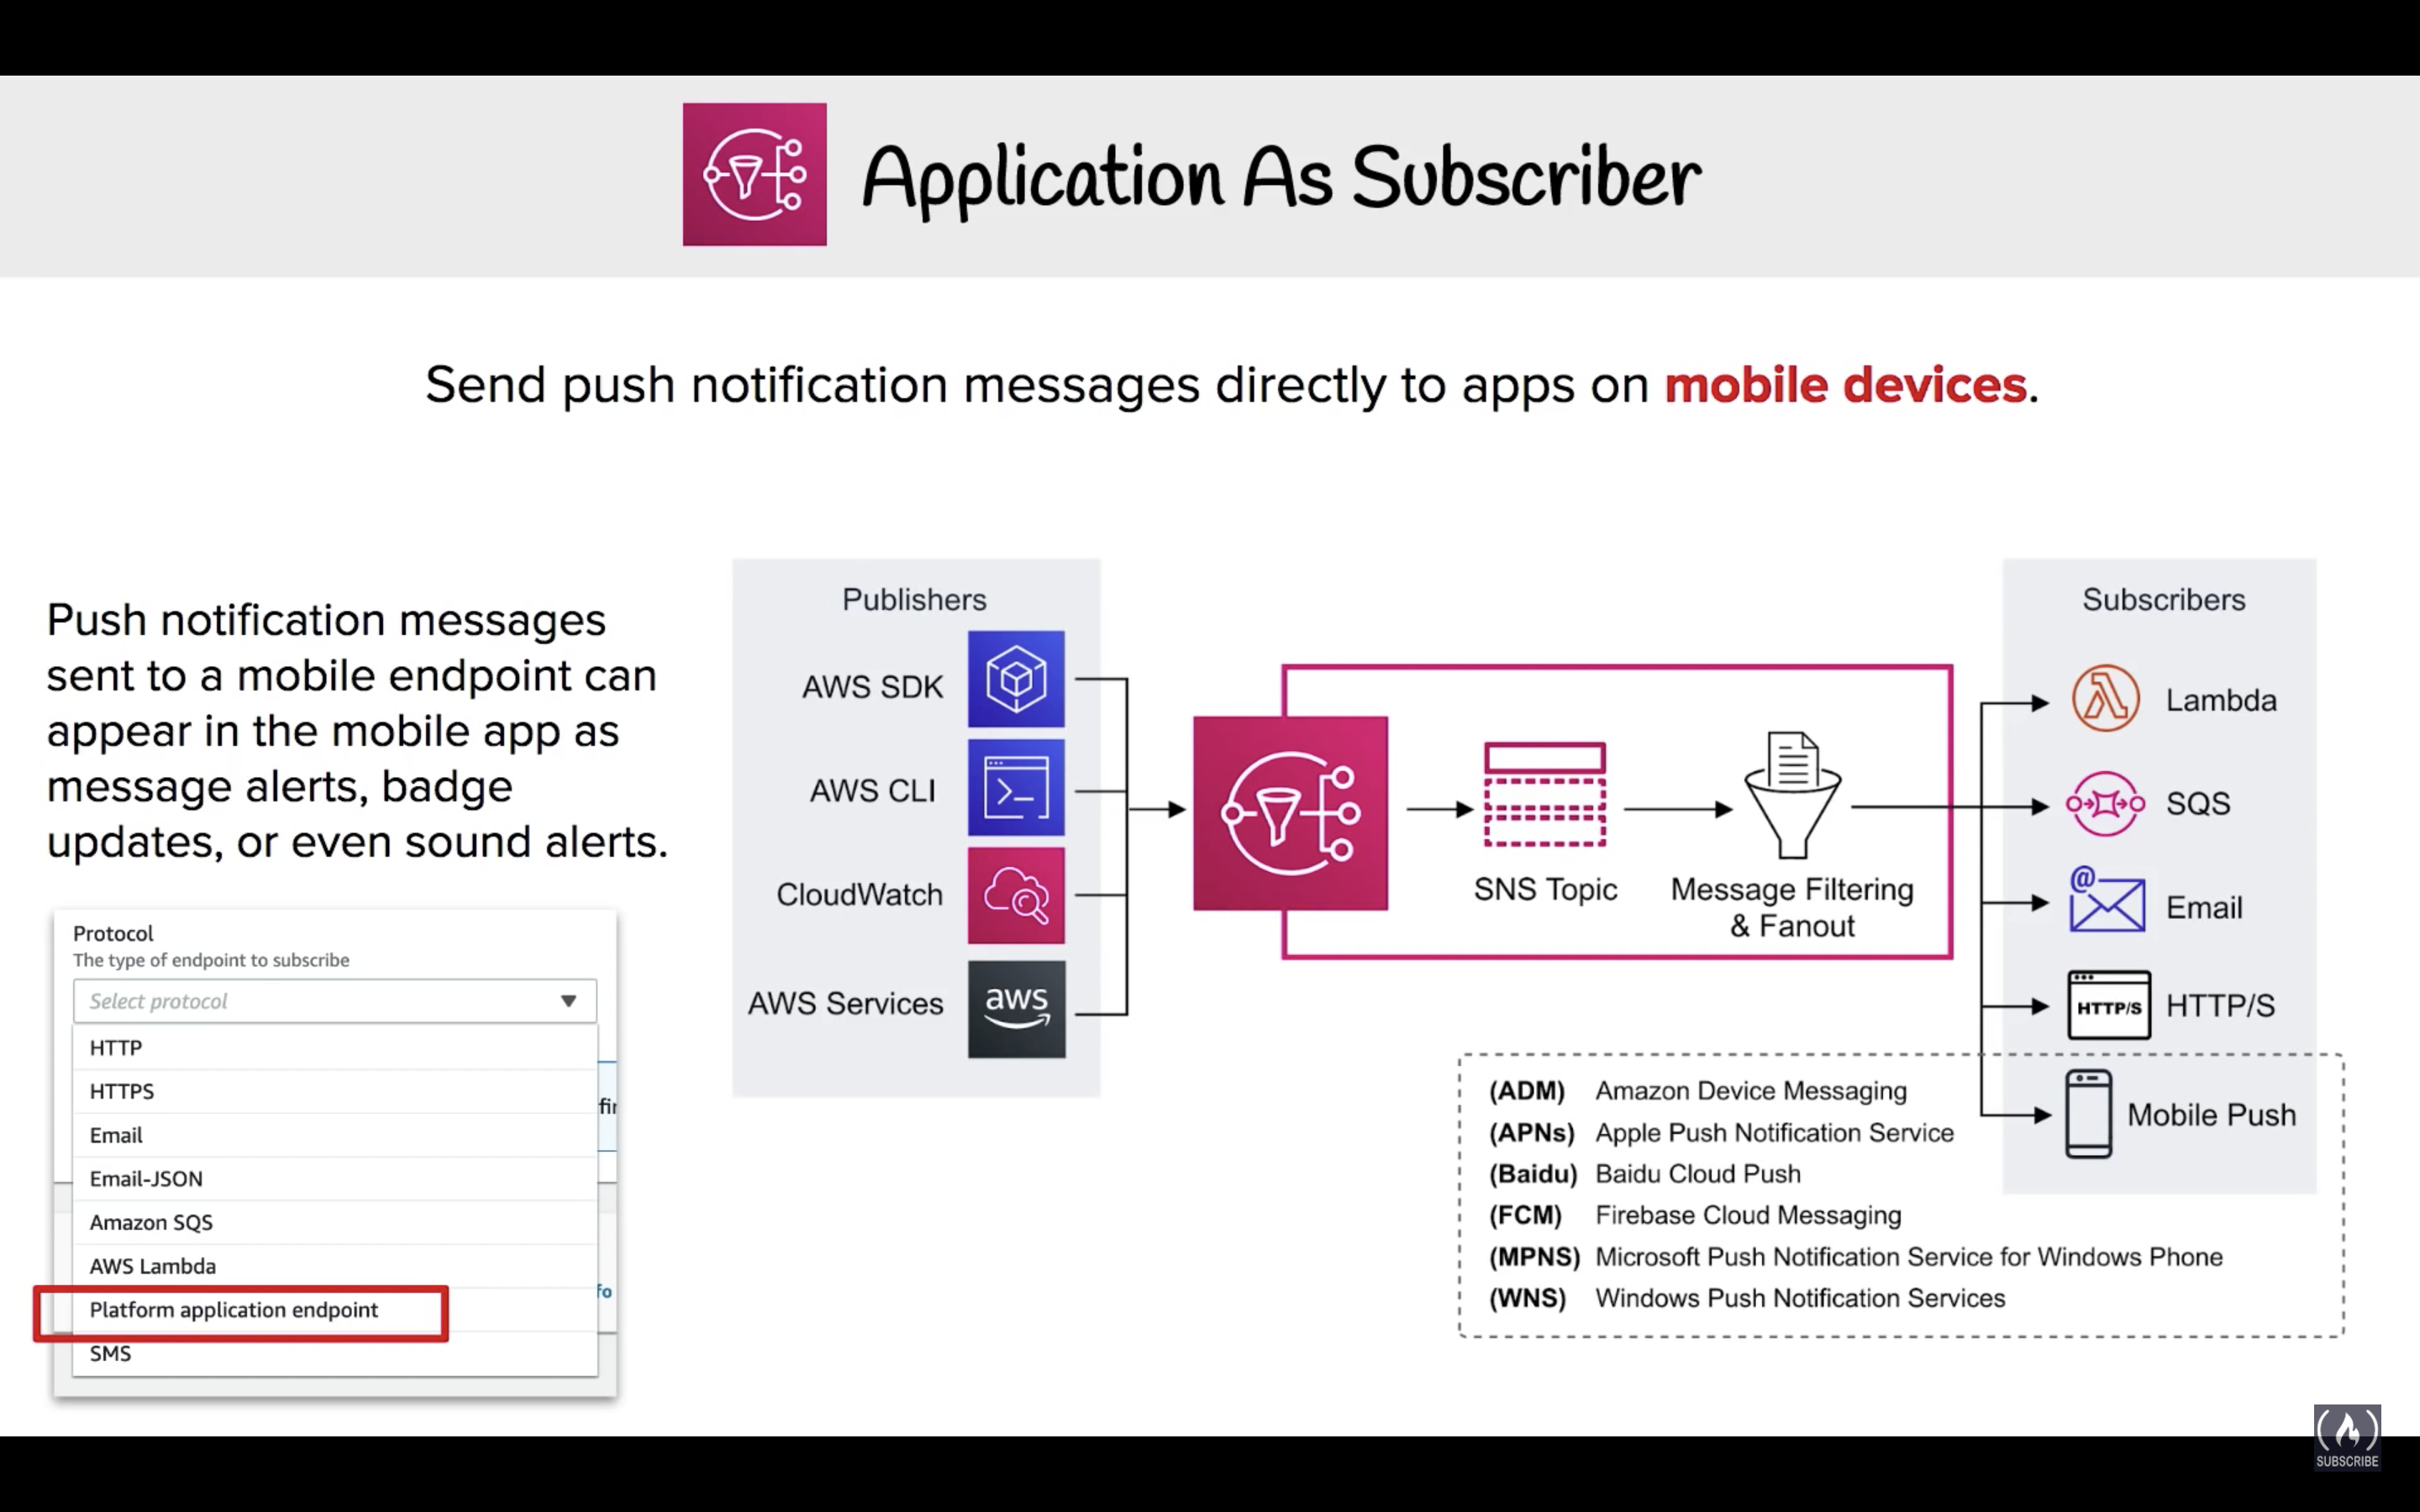 Application As Subscriber
Send push notification messages directly to apps on mobile devices.
Push notification messages
sent to a mobile endpoint can
appear in the mobile app as
message alerts, badge
updates, or even sound alerts.
Protocol
The type of endpoint to subscribe
Select protocol
HTTP
HTTPS
Email
Email-JSON
Amazon SQS
AWS Lambda
Platform application endpoint
SMS
Publishers
AWS SDK
AWS CLI
CloudWatch
AWS Services
aws
SNS Topic
Message Filtering
& Fanout
Subscribers
Lambda
SQS
@
Email
HTTP/S
HTTP/S
Mobile Push
(ADM) Amazon Device Messaging
(APNs) Apple Push Notification Service
(Baidu) Baidu Cloud Push
(FCM) Firebase Cloud Messaging
(MPNS) Microsoft Push Notification Service for Windows Phone
(WNS) Windows Push Notification Services
SUBSCRIBE